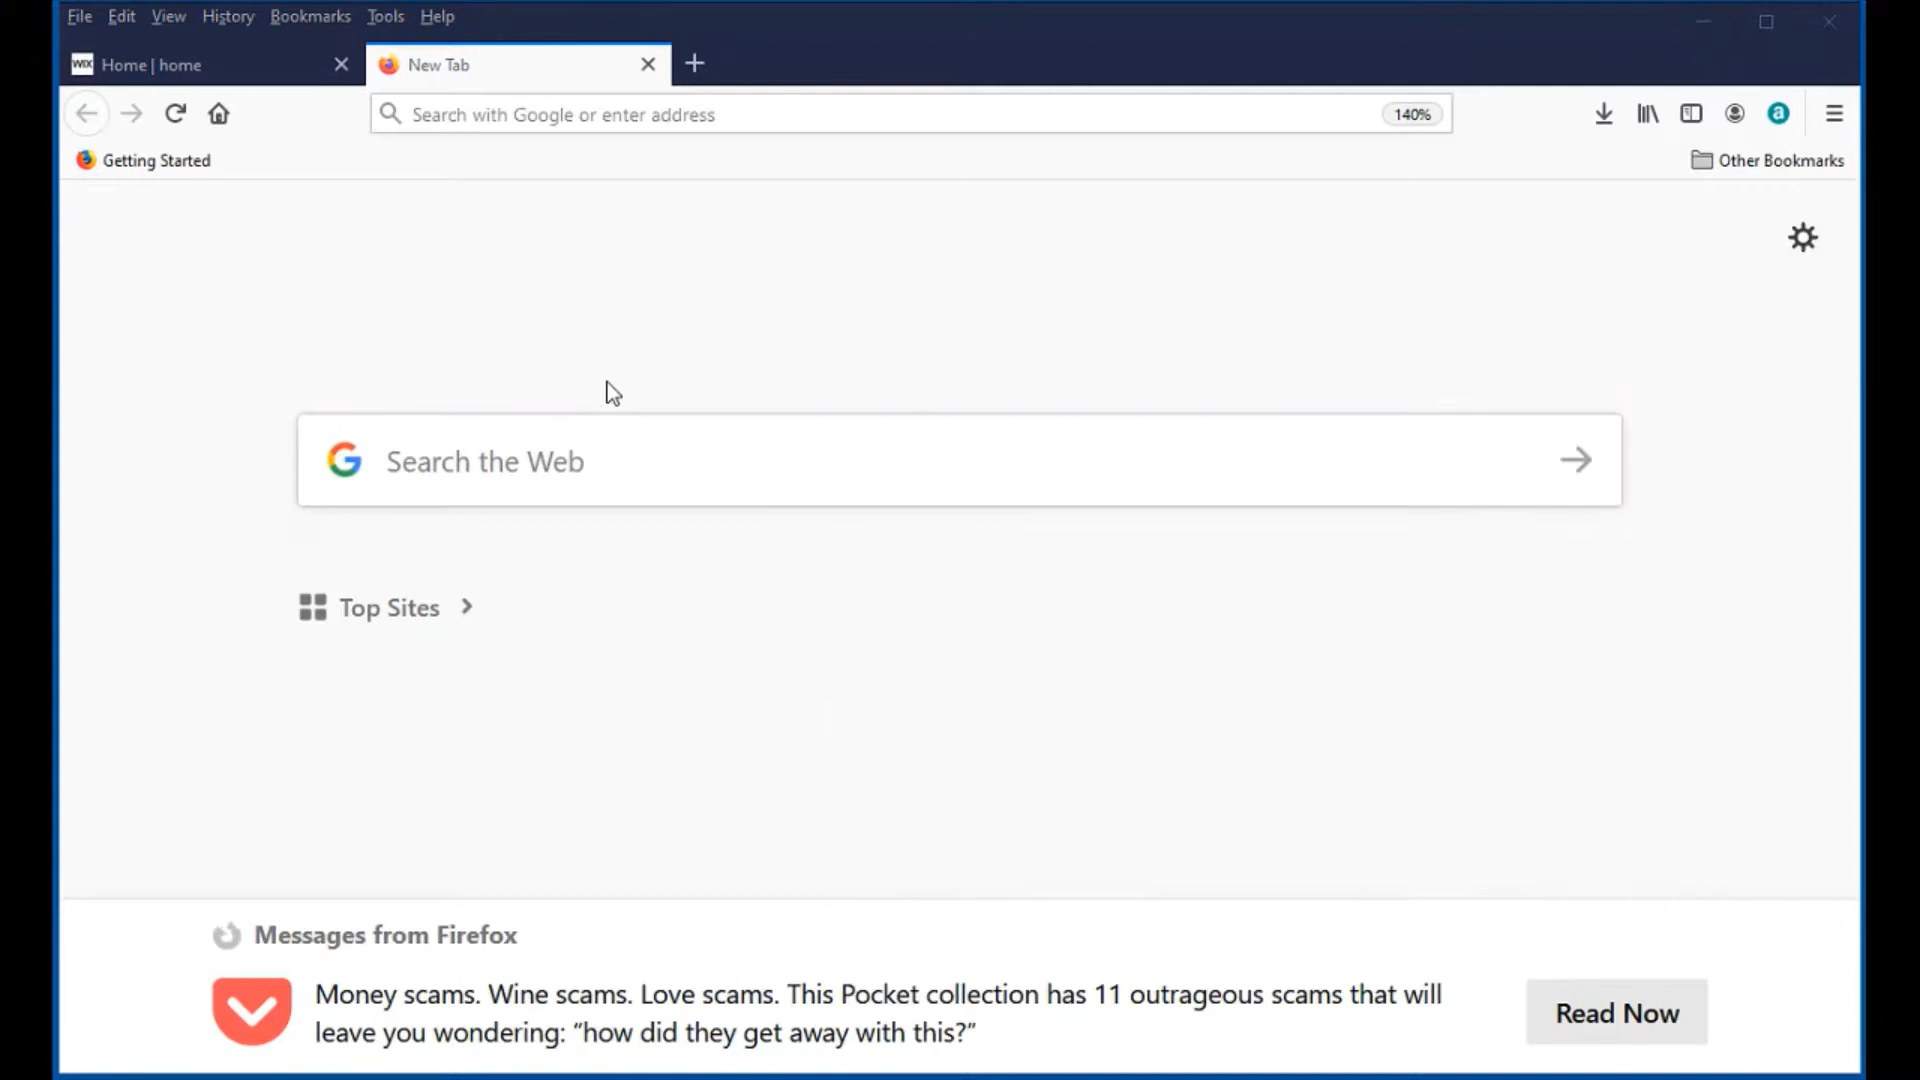 File Edit View History Bookmarks Tools Help
WIX Home | home New Tab
Search with Google or enter address 140% a
Getting Started Other Bookmarks
Search the Web
Top Sites
Messages from Firefox
Money scams. Wine scams. Love scams. This Pocket collection has 11 outrageous scams that will
leave you wondering: “how did they get away with this?”
Read Now